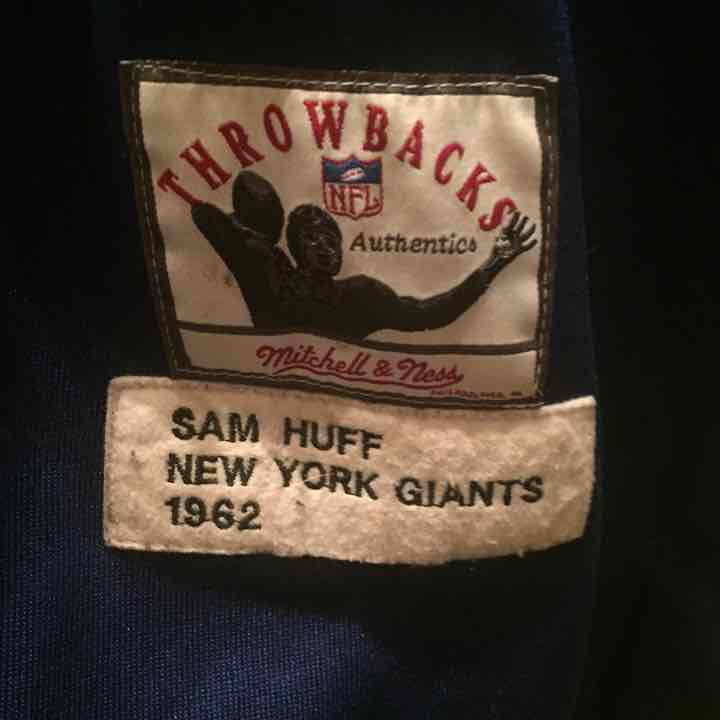 THROWBACKS
NFL
Authentics
Mitchell & Ness
SAM HUFF
NEW YORK GIANTS
1962